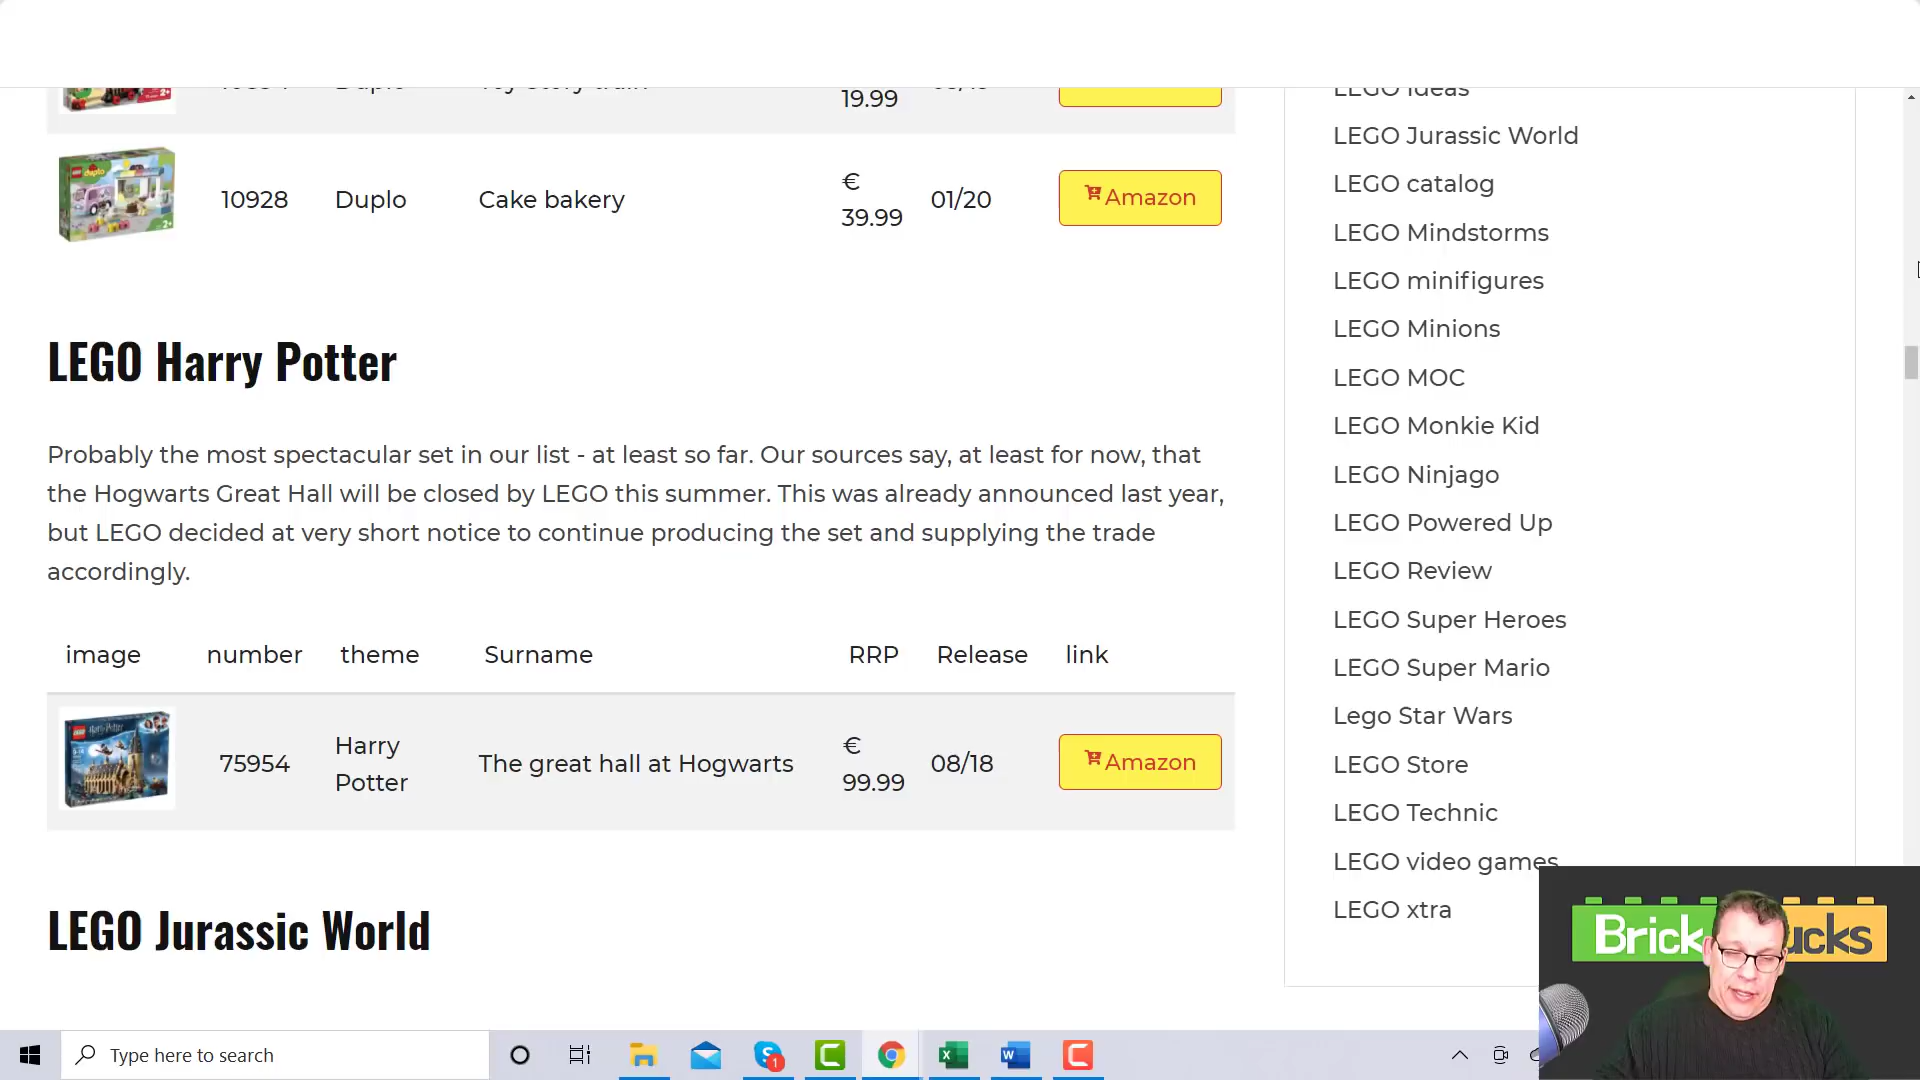 19.99
LEGO Ideas
LEGO Jurassic World
10928 Duplo Cake bakery € 39.99 01/20 Amazon
LEGO catalog
LEGO Mindstorms
LEGO minifigures
LEGO Minions
LEGO Harry Potter
LEGO MOC
LEGO Monkie Kid
Probably the most spectacular set in our list - at least so far. Our sources say, at least for now, that
the Hogwarts Great Hall will be closed by LEGO this summer. This was already announced last year,
but LEGO decided at very short notice to continue producing the set and supplying the trade
accordingly.
LEGO Ninjago
LEGO Powered Up
LEGO Review
LEGO Super Heroes
image number theme Surname RRP Release link
LEGO Super Mario
Lego Star Wars
75954 Harry Potter The great hall at Hogwarts € 99.99 08/18 Amazon
LEGO Store
LEGO Technic
LEGO video games
LEGO xtra
LEGO Jurassic World
Brick ucks
Type here to search